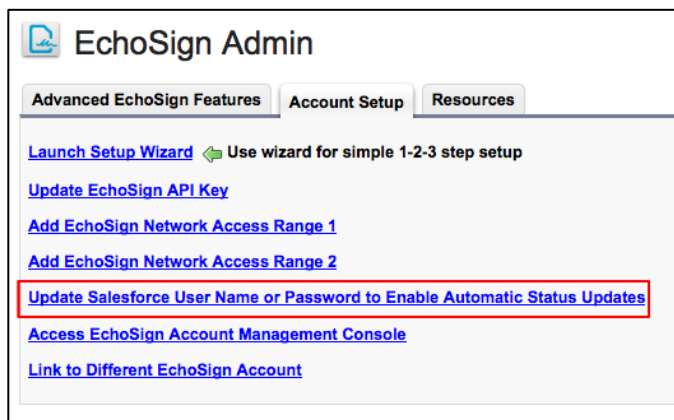 EchoSign Admin
Advanced EchoSign Features Account Setup Resources
Launch Setup Wizard Use wizard for simple 1-2-3 step setup
Update EchoSign API Key
Add EchoSign Network Access Range 1
Add EchoSign Network Access Range 2
Update Salesforce User Name or Password to Enable Automatic Status Updates
Access EchoSign Account Management Console
Link to Different EchoSign Account